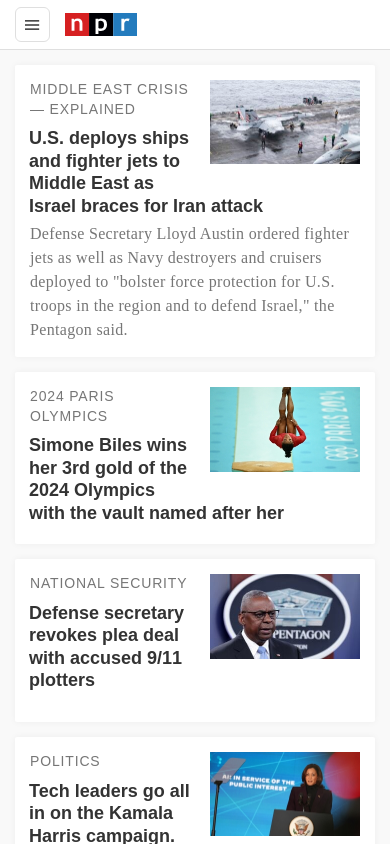 npr
MIDDLE EAST CRISIS
— EXPLAINED
U.S. deploys ships
and fighter jets to
Middle East as
Israel braces for Iran attack
Defense Secretary Lloyd Austin ordered fighter
jets as well as Navy destroyers and cruisers
deployed to "bolster force protection for U.S.
troops in the region and to defend Israel," the
Pentagon said.
2024 PARIS
OLYMPICS
PARIS 2024
Simone Biles wins
her 3rd gold of the
2024 Olympics
with the vault named after her
NATIONAL SECURITY
PENTAGON
Defense secretary
revokes plea deal
with accused 9/11
plotters
POLITICS
AI IN SERVICE OF THE
PUBLIC INTEREST
Tech leaders go all
in on the Kamala
Harris campaign.